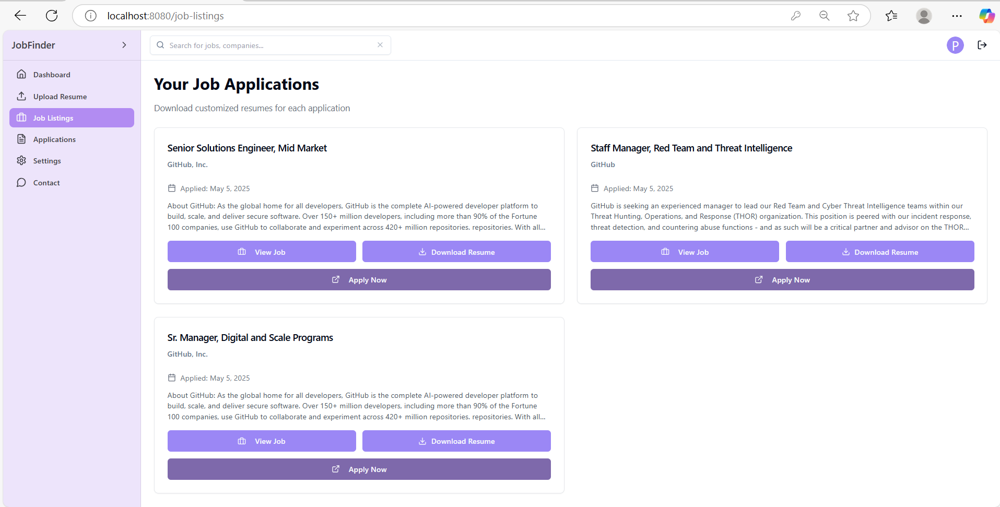 localhost:8080/job-listings
JobFinder
Search for jobs, companies...
P
Dashboard
Upload Resume
Job Listings
Applications
Settings
Contact
Your Job Applications
Download customized resumes for each application
Senior Solutions Engineer, Mid Market
GitHub, Inc.
Applied: May 5, 2025
About GitHub: As the global home for all developers, GitHub is the complete AI-powered developer platform to
build, scale, and deliver secure software. Over 150+ million developers, including more than 90% of the Fortune
100 companies, use GitHub to collaborate and experiment across 420+ million repositories. repositories. With all...
View Job
Download Resume
Apply Now
Staff Manager, Red Team and Threat Intelligence
GitHub
Applied: May 5, 2025
GitHub is seeking an experienced manager to lead our Red Team and Cyber Threat Intelligence teams within our
Threat Hunting, Operations, and Response (THOR) organization. This position is peered with our incident response,
threat detection, and countering abuse functions - and as such will be a critical partner and advisor on the THOR...
View Job
Download Resume
Apply Now
Sr. Manager, Digital and Scale Programs
GitHub, Inc.
Applied: May 5, 2025
About GitHub: As the global home for all developers, GitHub is the complete AI-powered developer platform to
build, scale, and deliver secure software. Over 150+ million developers, including more than 90% of the Fortune
100 companies, use GitHub to collaborate and experiment across 420+ million repositories. repositories. With all...
View Job
Download Resume
Apply Now